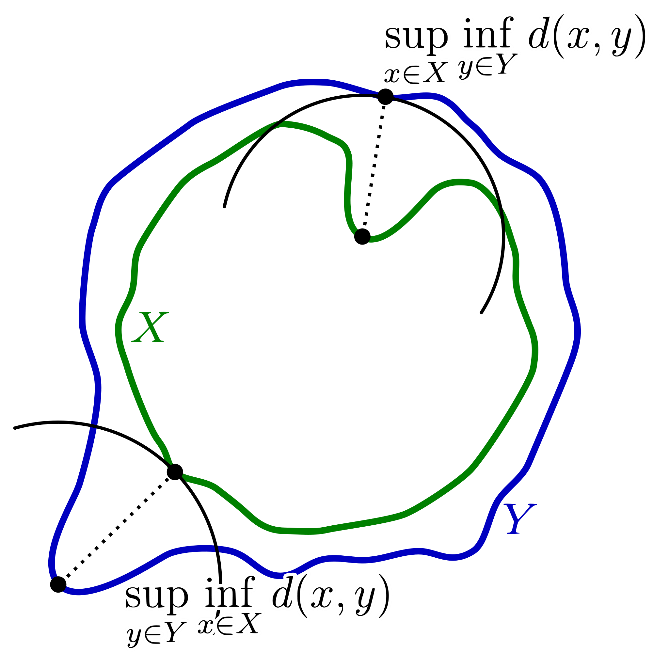 sup inf d(x, y)
x∈X y∈Y
X
Y
sup inf d(x, y)
y∈Y x∈X